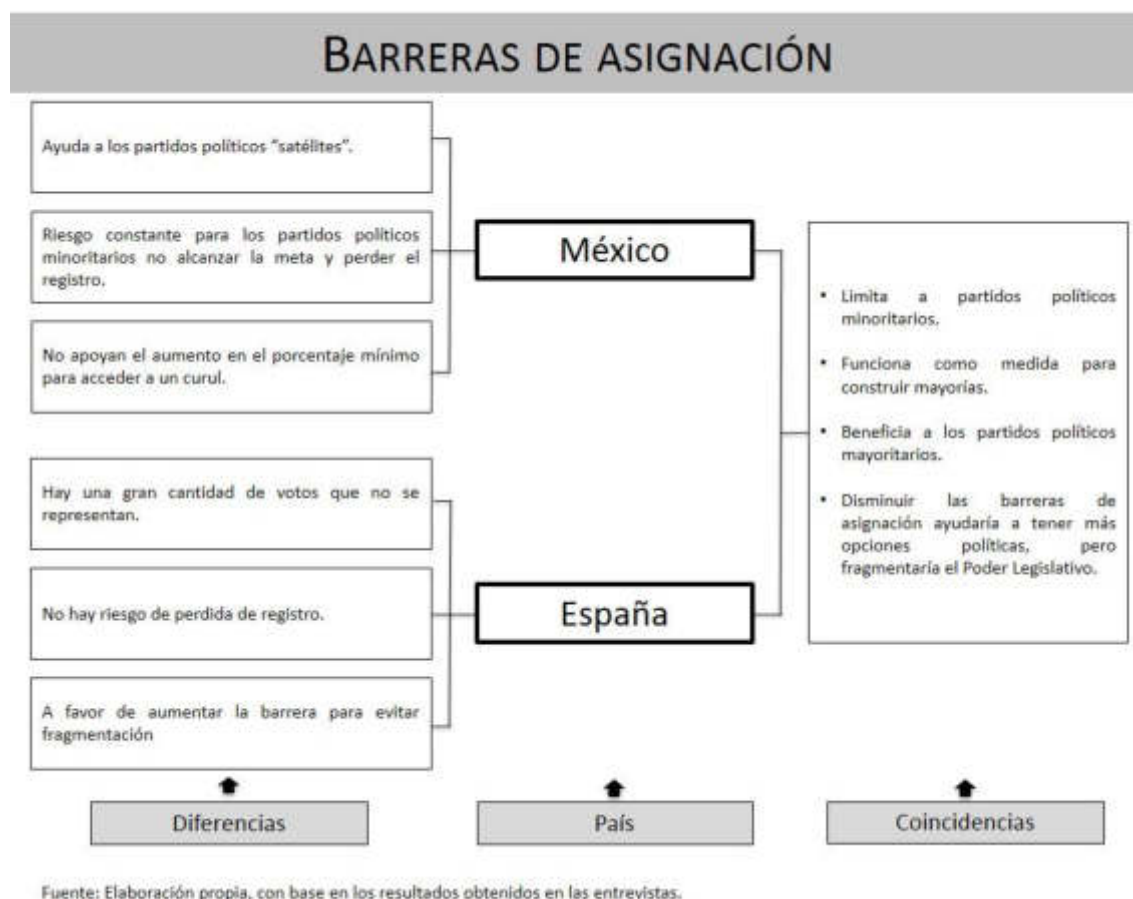 BARRERAS DE ASIGNACIÓN
Ayuda a los partidos políticos "satélites".
Riesgo constante para los partidos políticos
minoritarios no alcanzar la meta y perder el
registro.
No apoyan el aumento en el porcentaje mínimo
para acceder a un curul.
México
Hay una gran cantidad de votos que no se
representan.
No hay riesgo de perdida de registro.
A favor de aumentar la barrera para evitar
fragmentación
España
• Limita a partidos políticos
minoritarios.
• Funciona como medida para
construir mayorías.
• Beneficia a los partidos políticos
mayoritarios.
• Disminuir las barreras de
asignación ayudaría a tener más
opciones políticas, pero
fragmentaría el Poder Legislativo.
Diferencias
País
Coincidencias
Fuente: Elaboración propia, con base en los resultados obtenidos en las entrevistas.